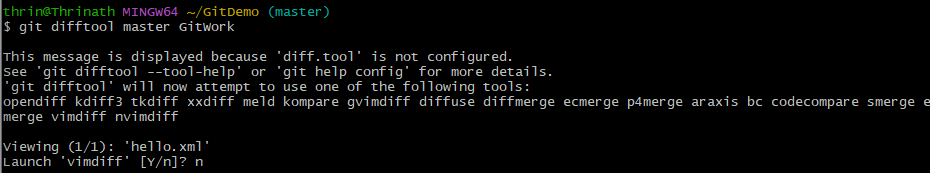 thrin@Thrinath MINGW64 ~/GitDemo (master)
$ git difftool master GitWork
This message is displayed because 'diff.tool' is not configured.
See 'git difftool --tool-help' or 'git help config' for more details.
'git difftool' will now attempt to use one of the following tools:
opendiff kdiff3 tkdiff xxdiff meld kompare gvimdiff diffuse diffmerge ecmerge p4merge araxis bc codecompare smerge e
merge vimdiff nvimdiff
Viewing (1/1): 'hello.xml'
Launch 'vimdiff' [Y/n]? n